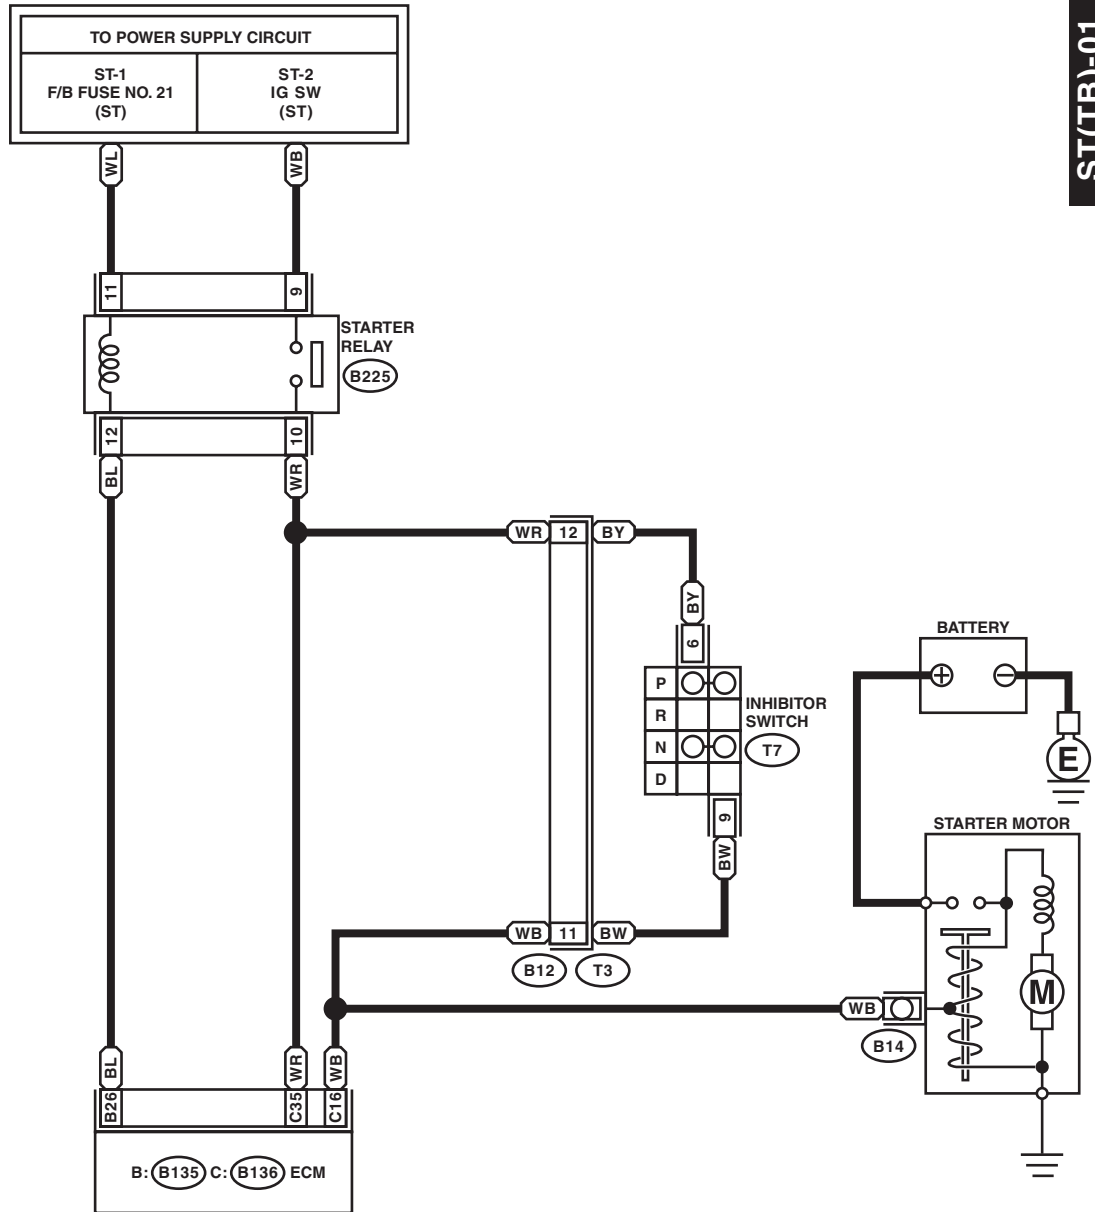 TO POWER SUPPLY CIRCUIT
ST-1
F/B FUSE NO. 21
(ST)
ST-2
IG SW
(ST)
ST(TB)-01
WL
WB
11
9
STARTER
RELAY
B225
12
10
BL
WR
WR
12
BY
BY
6
P
R
N
D
INHIBITOR
SWITCH
T7
9
BW
BATTERY
+
−
E
STARTER MOTOR
M
WB
11
BW
B12
T3
WB
B14
BL
WR
WB
B26
C35
C16
B: B135 C: B136 ECM